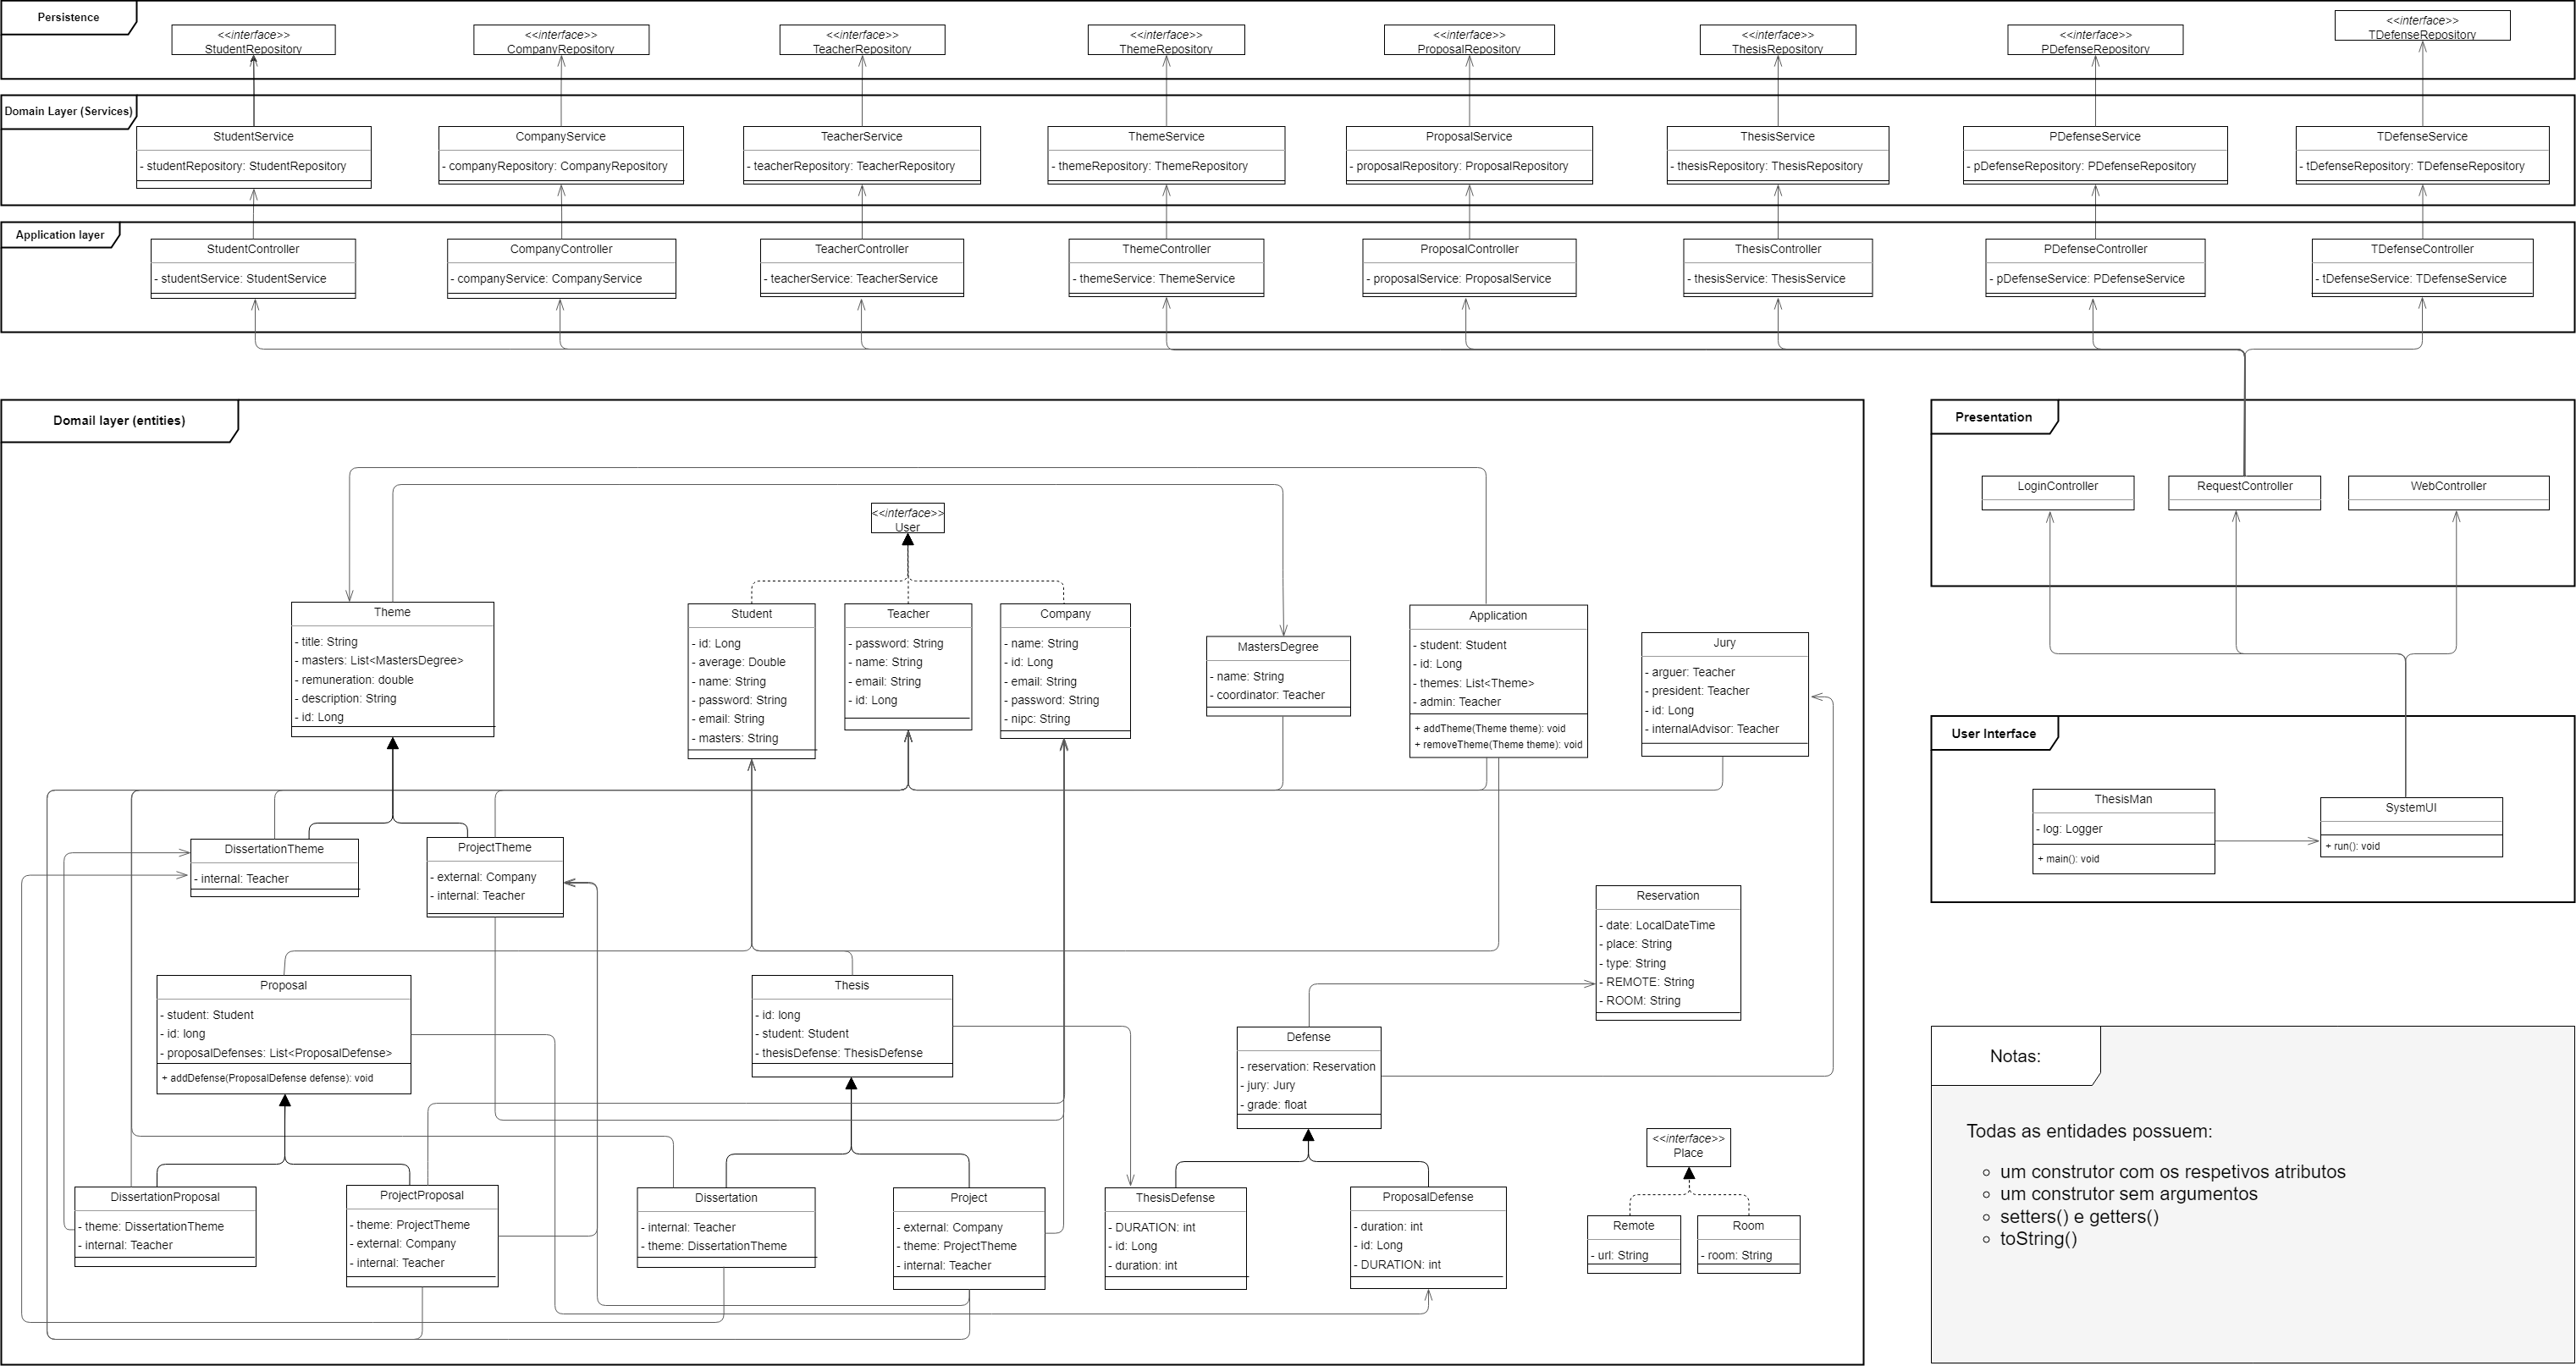 Persistence
<<interface>>
StudentRepository
<<interface>>
CompanyRepository
<<interface>>
TeacherRepository
<<interface>>
ThemeRepository
<<interface>>
ProposalRepository
<<interface>>
ThesisRepository
<<interface>>
PDefenseRepository
<<interface>>
TDefenseRepository
Domain Layer (Services)
StudentService
- studentRepository: StudentRepository
CompanyService
- companyRepository: CompanyRepository
TeacherService
- teacherRepository: TeacherRepository
ThemeService
- themeRepository: ThemeRepository
ProposalService
- proposalRepository: ProposalRepository
ThesisService
- thesisRepository: ThesisRepository
PDefenseService
- pDefenseRepository: PDefenseRepository
TDefenseService
- tDefenseRepository: TDefenseRepository
Application layer
StudentController
- studentService: StudentService
CompanyController
- companyService: CompanyService
TeacherController
- teacherService: TeacherService
ThemeController
- themeService: ThemeService
ProposalController
- proposalService: ProposalService
ThesisController
- thesisService: ThesisService
PDefenseController
- pDefenseService: PDefenseService
TDefenseController
- tDefenseService: TDefenseService
Domail layer (entities)
<<interface>>
User
Theme
- title: String
- masters: List<MastersDegree>
- remuneration: double
- description: String
- id: Long
Student
- id: Long
- average: Double
- name: String
- password: String
- email: String
- masters: String
Teacher
- password: String
- name: String
- email: String
- id: Long
Company
- name: String
- id: Long
- email: String
- password: String
- nipc: String
MastersDegree
- name: String
- coordinator: Teacher
Application
- student: Student
- id: Long
- themes: List<Theme>
- admin: Teacher
+ addTheme(Theme theme): void
+ removeTheme(Theme theme): void
Jury
- arguer: Teacher
- president: Teacher
- id: Long
- internalAdvisor: Teacher
DissertationTheme
- internal: Teacher
ProjectTheme
- external: Company
- internal: Teacher
Reservation
- date: LocalDateTime
- place: String
- type: String
- REMOTE: String
- ROOM: String
Proposal
- student: Student
- id: long
- proposalDefenses: List<ProposalDefense>
+ addDefense(ProposalDefense defense): void
Thesis
- id: long
- student: Student
- thesisDefense: ThesisDefense
Defense
- reservation: Reservation
- jury: Jury
- grade: float
<<interface>>
Place
DissertationProposal
- theme: DissertationTheme
- internal: Teacher
ProjectProposal
- theme: ProjectTheme
- external: Company
- internal: Teacher
Dissertation
- internal: Teacher
- theme: DissertationTheme
Project
- external: Company
- theme: ProjectTheme
- internal: Teacher
ThesisDefense
- DURATION: int
- id: Long
- duration: int
ProposalDefense
- duration: int
- id: Long
- DURATION: int
Remote
- url: String
Room
- room: String
Presentation
LoginController
RequestController
WebController
User Interface
ThesisMan
- log: Logger
+ main(): void
SystemUI
+ run(): void
Notas:
Todas as entidades possuem:
um construtor com os respetivos atributos
um construtor sem argumentos
setters() e getters()
toString()